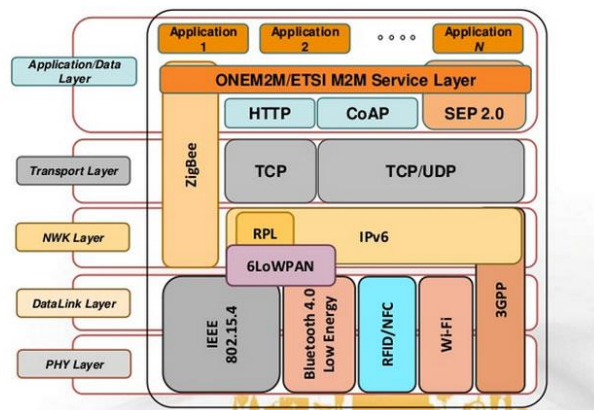 Application
1
Application
2
Application
N
Application/Data
Layer
ONEM2M/ETSI M2M Service Layer
HTTP
CoAP
SEP 2.0
ZigBee
Transport Layer
TCP
TCP/UDP
NWK Layer
RPL
IPv6
6LoWPAN
DataLink Layer
IEEE
802.15.4
Bluetooth 4.0
Low Energy
RFID/NFC
Wi-Fi
3GPP
PHY Layer